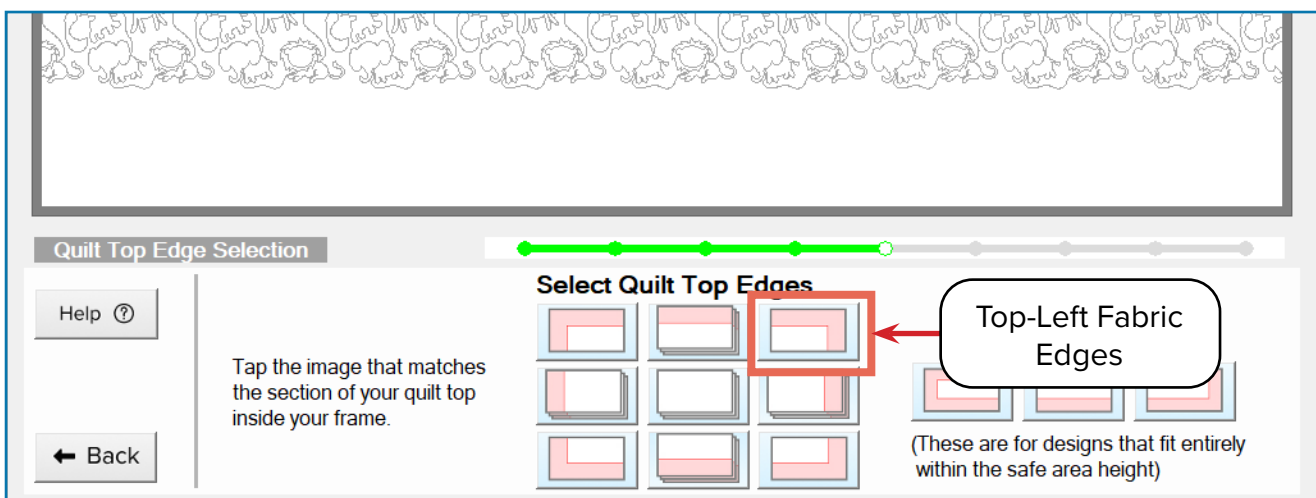 Quilt Top Edge Selection
Help ?
Tap the image that matches
the section of your quilt top
inside your frame.
← Back
Select Quilt Top Edges
Top-Left Fabric
Edges
(These are for designs that fit entirely
within the safe area height)